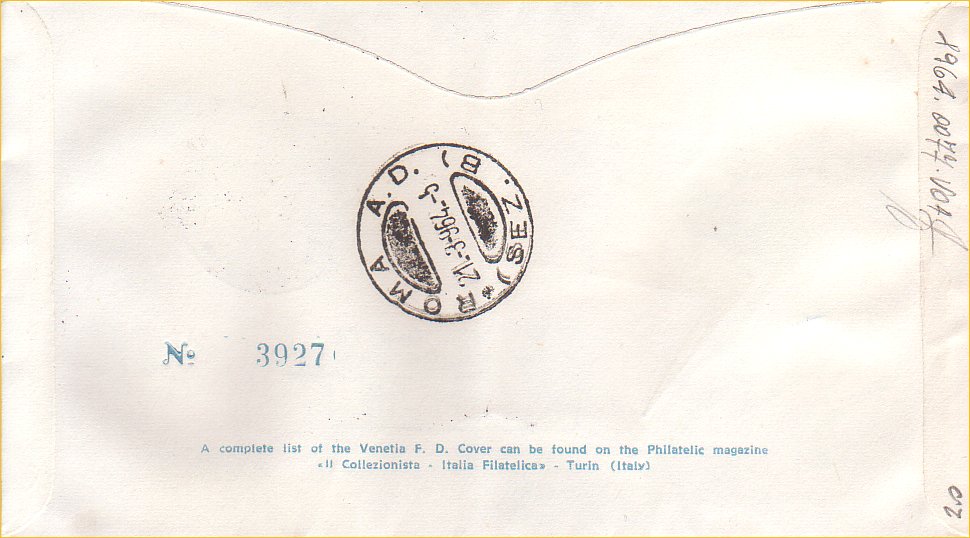 ROMA A.D. (SEZ. B) *
21-3-964-5
№ 3927
A complete list of the Venetia F. D. Cover can be found on the Philatelic magazine
«Il Collezionista - Italia Filatelica» - Turin (Italy)